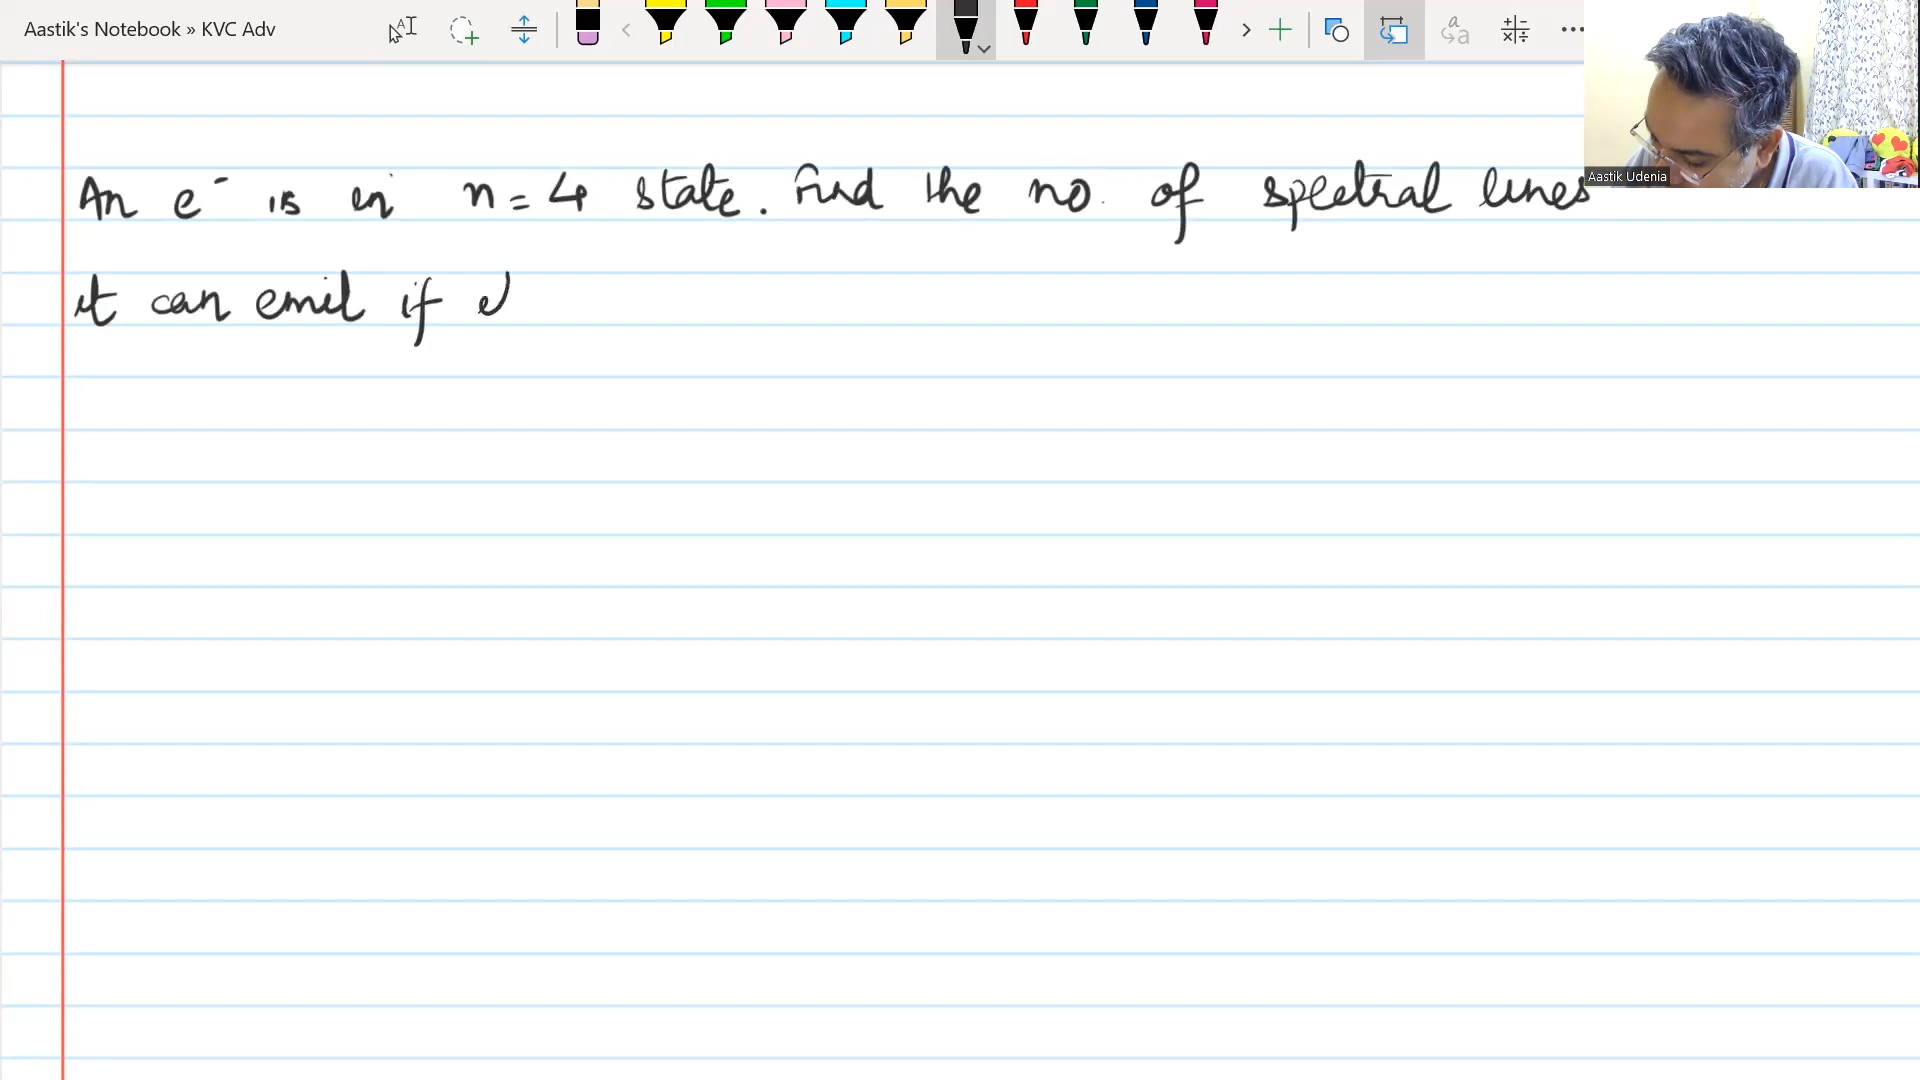 Aastik's Notebook » KVC Adv
An e⁻ is in n = 4 state. Find the no. of spectral lines
it can emit if
Aastik Udenia